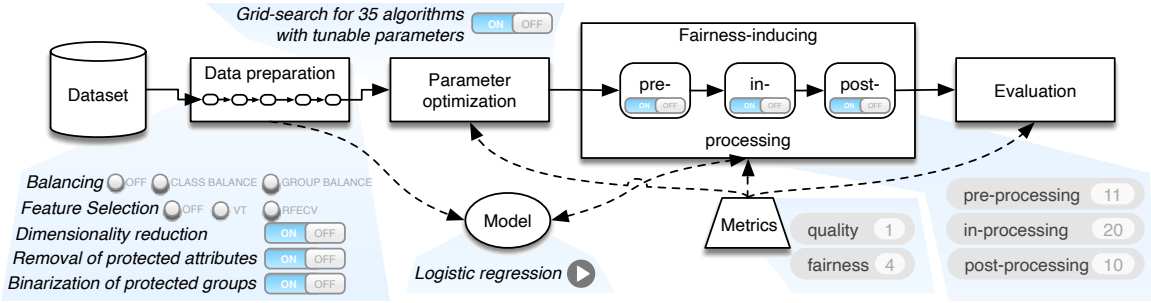 Grid-search for 35 algorithms
with tunable parameters
ON OFF
Dataset
Data preparation
Parameter
optimization
Fairness-inducing
pre-
ON OFF
in-
ON OFF
post-
ON OFF
processing
Evaluation
Balancing OFF CLASS BALANCE GROUP BALANCE
Feature Selection OFF VT RFECV
Dimensionality reduction ON OFF
Removal of protected attributes ON OFF
Binarization of protected groups ON OFF
Model
Logistic regression
Metrics
quality 1
fairness 4
pre-processing 11
in-processing 20
post-processing 10